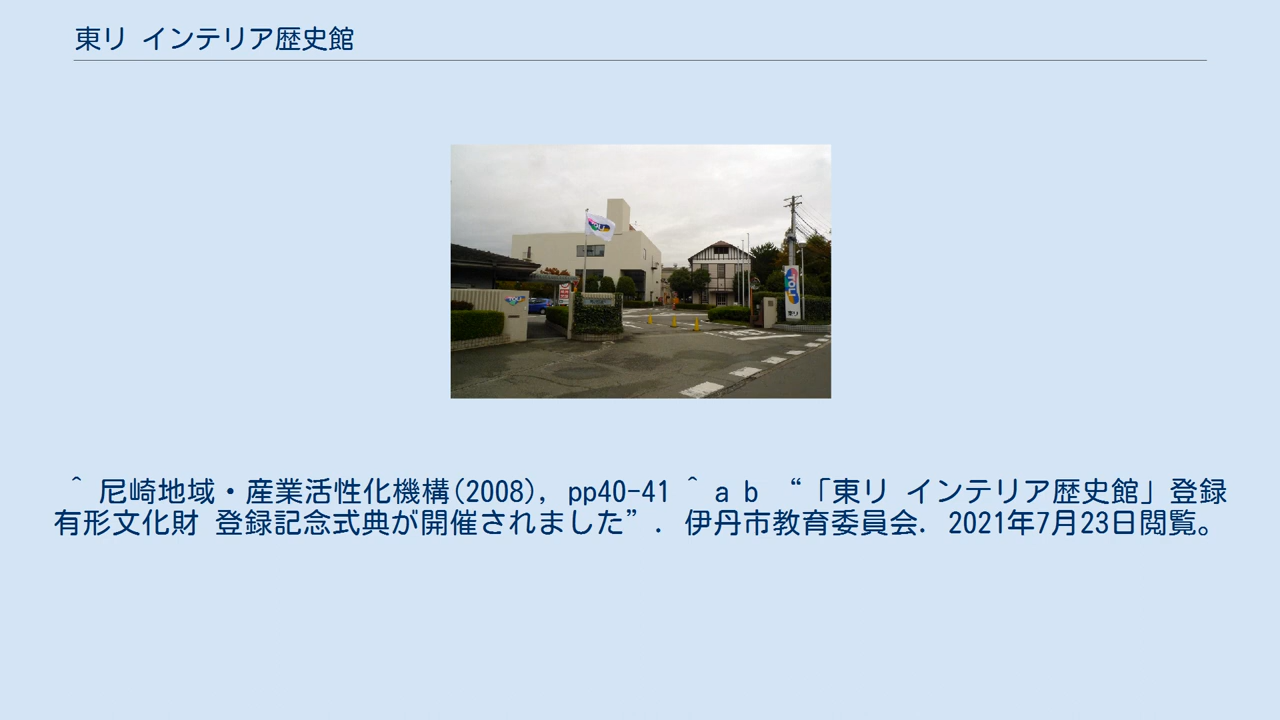 東リ インテリア歴史館
東リ
^ 尼崎地域・産業活性化機構(2008), pp40-41 ^ a b “「東リ インテリア歴史館」登録
有形文化財 登録記念式典が開催されました”. 伊丹市教育委員会. 2021年7月23日閲覧。